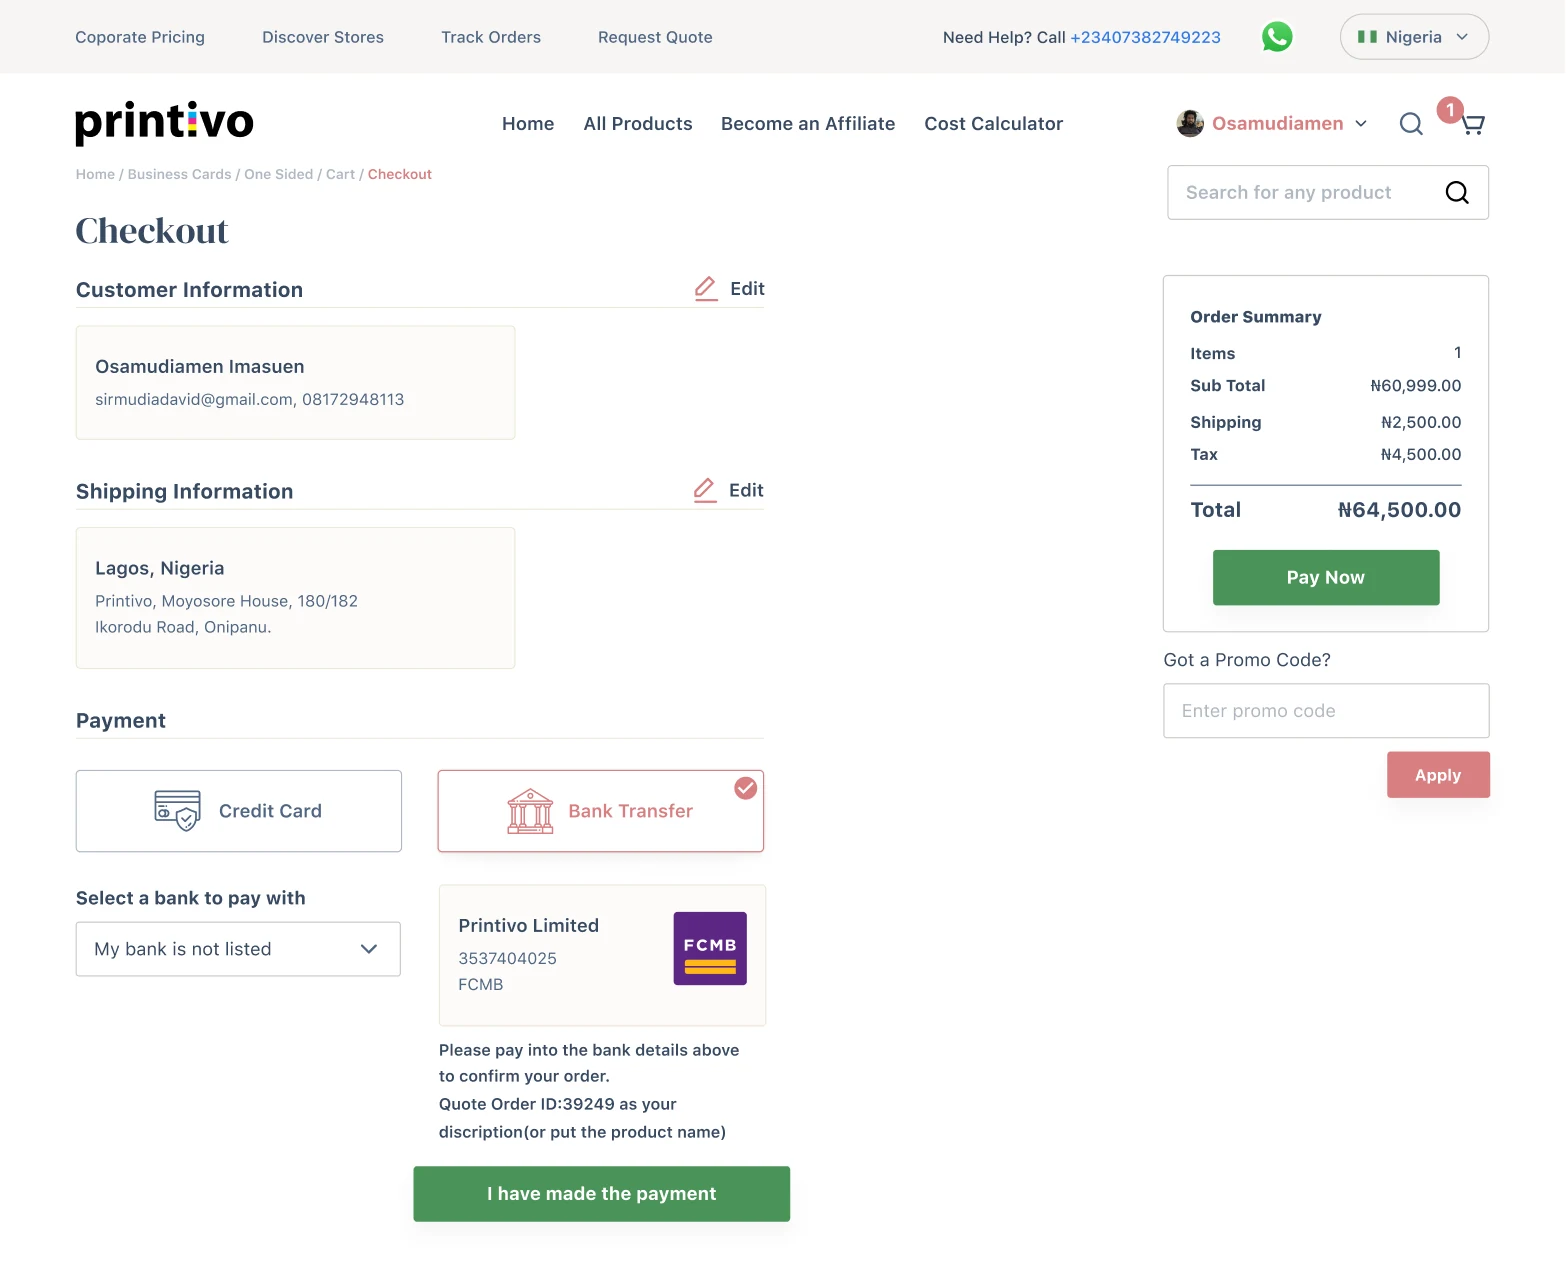 Coporate Pricing
Discover Stores
Track Orders
Request Quote
Need Help? Call +23407382749223
Nigeria
printivo
Home
All Products
Become an Affiliate
Cost Calculator
Osamudiamen
1
Home / Business Cards / One Sided / Cart / Checkout
Search for any product
Checkout
Customer Information
Edit
Osamudiamen Imasuen
sirmudiadavid@gmail.com, 08172948113
Shipping Information
Edit
Lagos, Nigeria
Printivo, Moyosore House, 180/182
Ikorodu Road, Onipanu.
Payment
Credit Card
Bank Transfer
Select a bank to pay with
My bank is not listed
Printivo Limited
3537404025
FCMB
FCMB
Please pay into the bank details above
to confirm your order.
Quote Order ID:39249 as your
discription(or put the product name)
I have made the payment
Order Summary
Items 1
Sub Total ₦60,999.00
Shipping ₦2,500.00
Tax ₦4,500.00
Total ₦64,500.00
Pay Now
Got a Promo Code?
Enter promo code
Apply